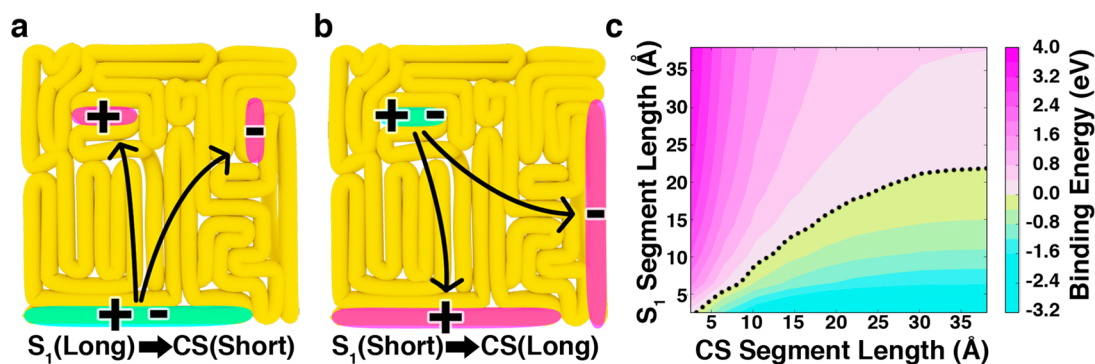 a
+
-
S₁(Long)➡CS(Short)
b
+ -
-
+
S₁(Short)➡CS(Long)
+ -
c
S₁ Segment Length (Å)
35
30
25
20
15
10
5
5 10 15 20 25 30 35
CS Segment Length (Å)
4.0
3.2
2.4
1.6
0.8
0.0
-0.8
-1.6
-2.4
-3.2
Binding Energy (eV)